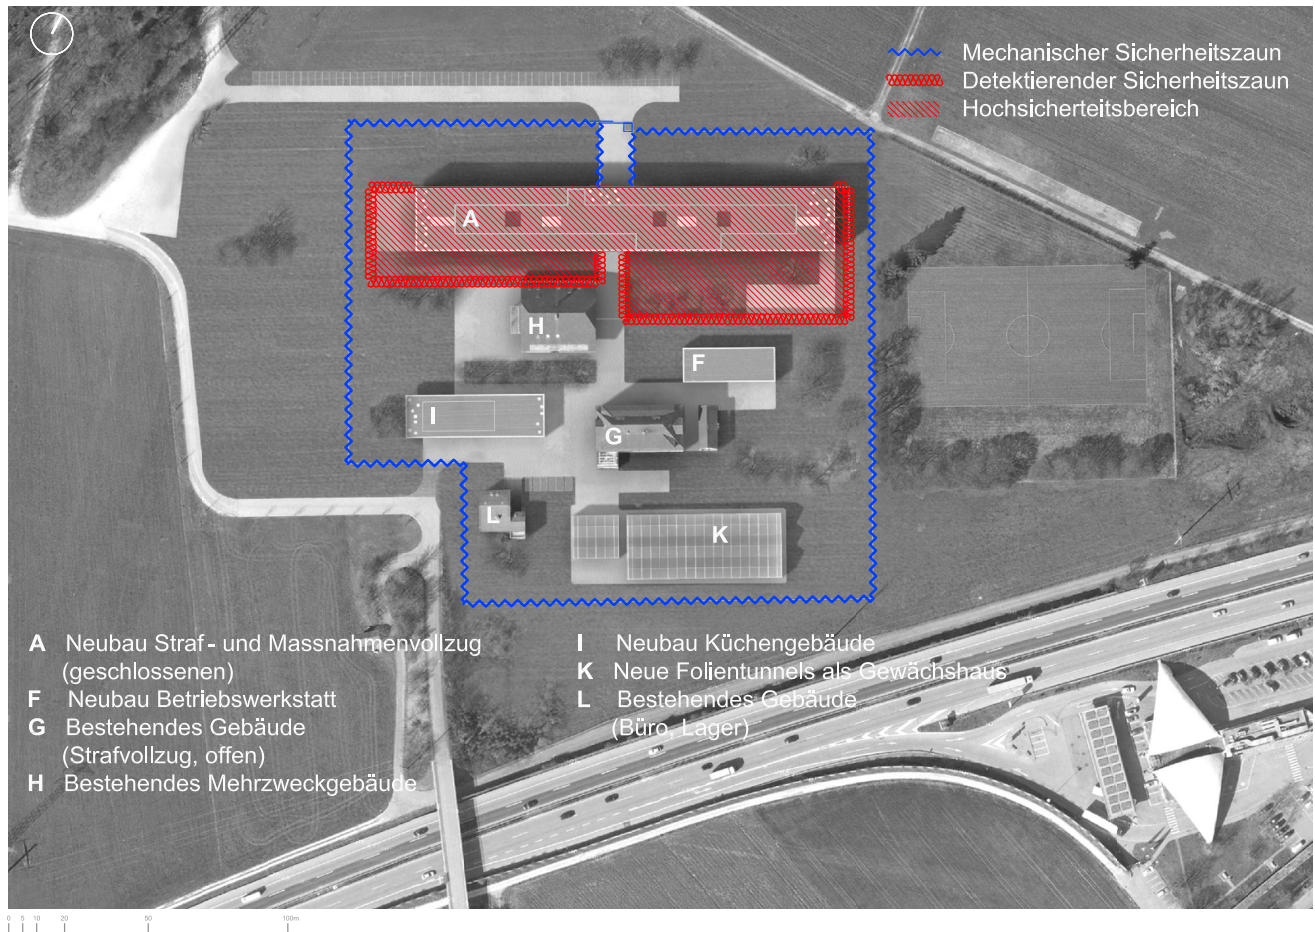 Mechanischer Sicherheitszaun
Detektierender Sicherheitszaun
Hochsicherteitsbereich
A
H
F
I
G
L
K
A Neubau Straf- und Massnahmenvollzug
(geschlossenen)
F Neubau Betriebswerkstatt
G Bestehendes Gebäude
(Strafvollzug, offen)
H Bestehendes Mehrzweckgebäude
I Neubau Küchengebäude
K Neue Folientunnels als Gewächshaus
L Bestehendes Gebäude
(Büro, Lager)
0 5 10 20 50 100m